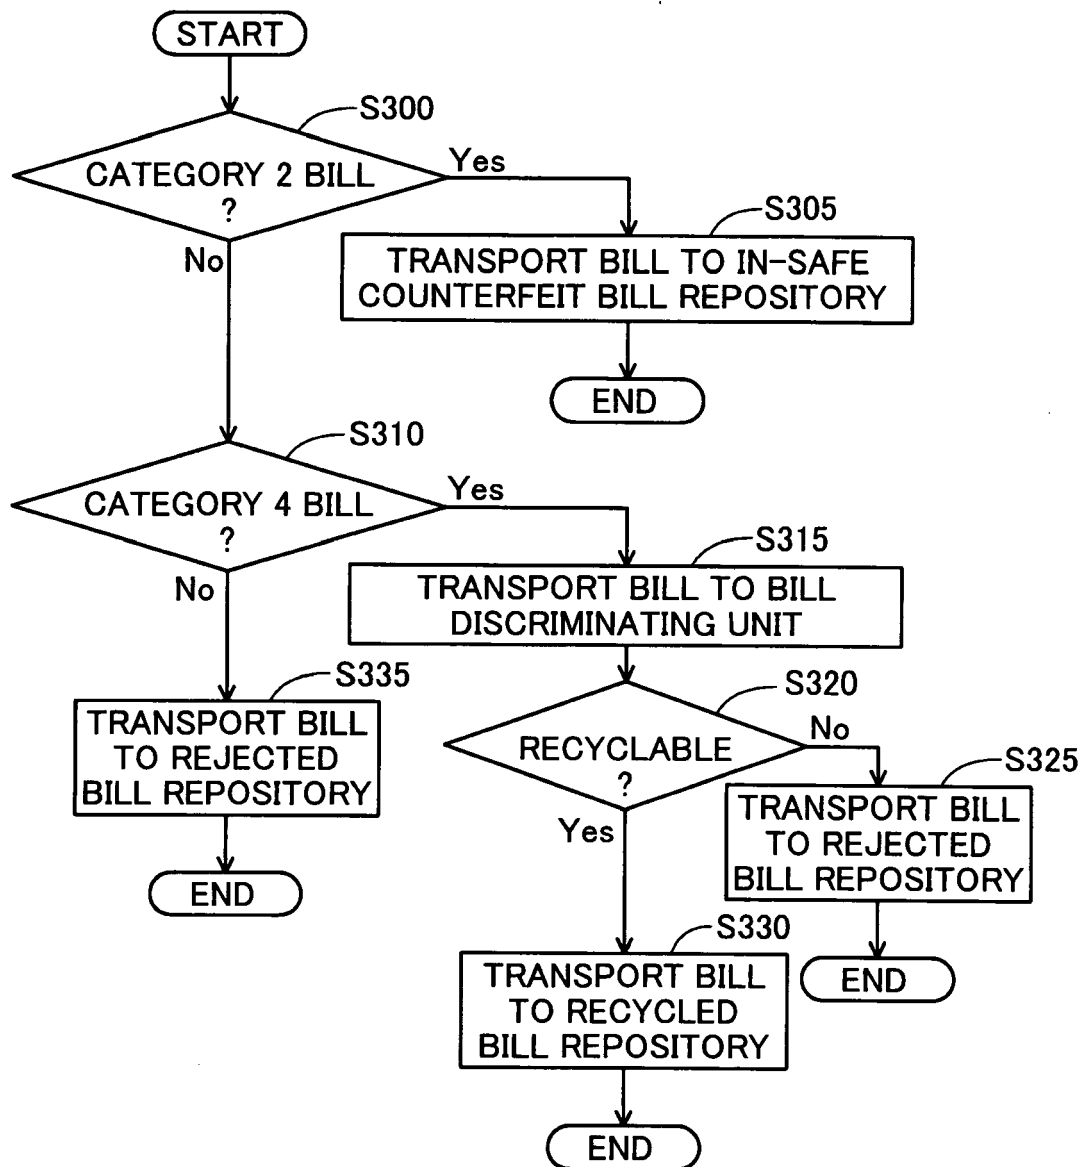 START
S300
CATEGORY 2 BILL
?
Yes
No
S305
TRANSPORT BILL TO IN-SAFE
COUNTERFEIT BILL REPOSITORY
END
S310
CATEGORY 4 BILL
?
Yes
No
S315
TRANSPORT BILL TO BILL
DISCRIMINATING UNIT
S335
TRANSPORT BILL
TO REJECTED
BILL REPOSITORY
END
S320
RECYCLABLE
?
No
Yes
S325
TRANSPORT BILL
TO REJECTED
BILL REPOSITORY
END
S330
TRANSPORT BILL
TO RECYCLED
BILL REPOSITORY
END